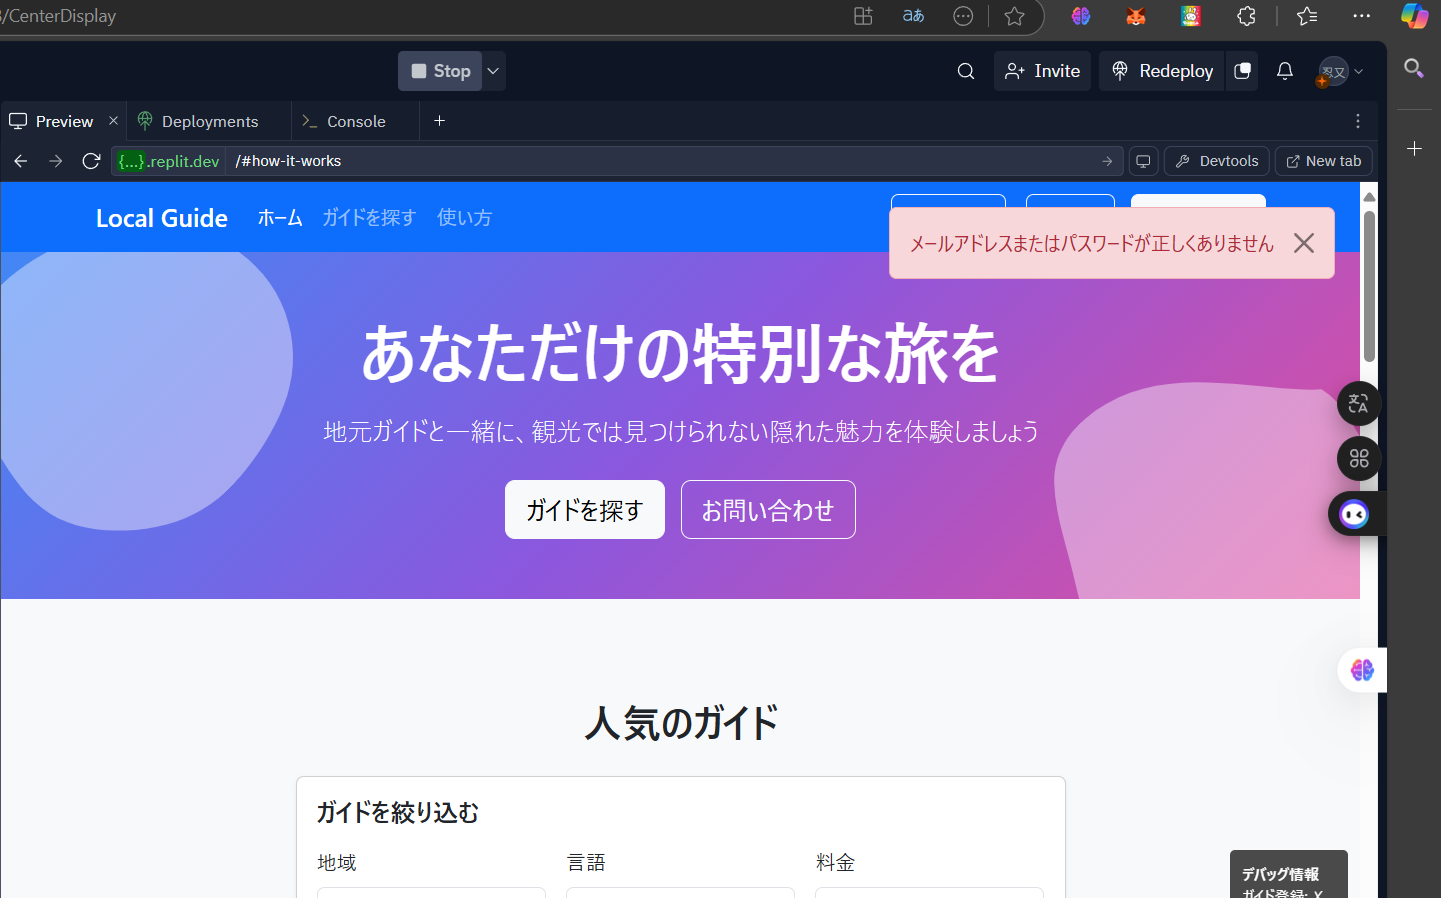 /CenterDisplay
aあ
Stop
Invite
Redeploy
忍又
Preview
Deployments
Console
{...}.replit.dev
/#how-it-works
Devtools
New tab
Local Guide
ホーム
ガイドを探す
使い方
メールアドレスまたはパスワードが正しくありません
あなただけの特別な旅を
地元ガイドと一緒に、観光では見つけられない隠れた魅力を体験しましょう
ガイドを探す
お問い合わせ
人気のガイド
ガイドを絞り込む
地域
言語
料金
デバッグ情報
ガイド登録: